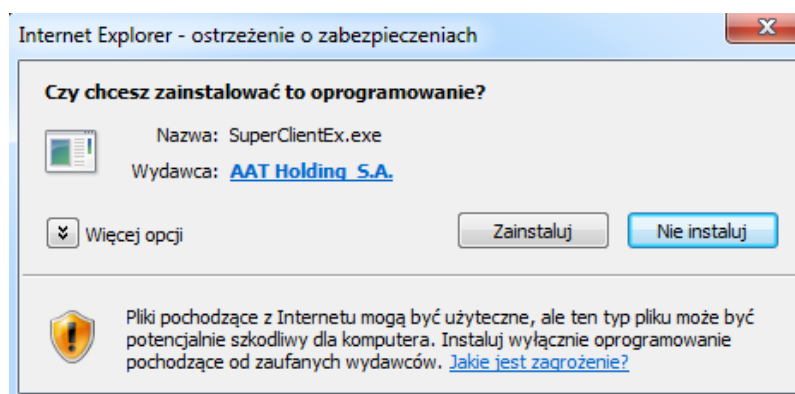 Internet Explorer - ostrzeżenie o zabezpieczeniach
Czy chcesz zainstalować to oprogramowanie?
Nazwa: SuperClientEx.exe
Wydawca: AAT Holding S.A.
Więcej opcji
Zainstaluj
Nie instaluj
Pliki pochodzące z Internetu mogą być użyteczne, ale ten typ pliku może być
potencjalnie szkodliwy dla komputera. Instaluj wyłącznie oprogramowanie
pochodzące od zaufanych wydawców. Jakie jest zagrożenie?